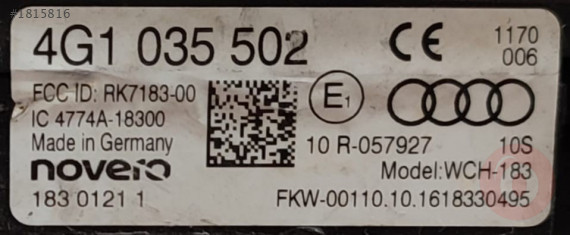 #1815816
4G1 035 502
CE 1170
006
FCC ID: RK7183-00
IC 4774A-18300
E1
Made in Germany
10 R-057927 10S
novero
Model:WCH-183
183 0121 1
FKW-00110.10.1618330495